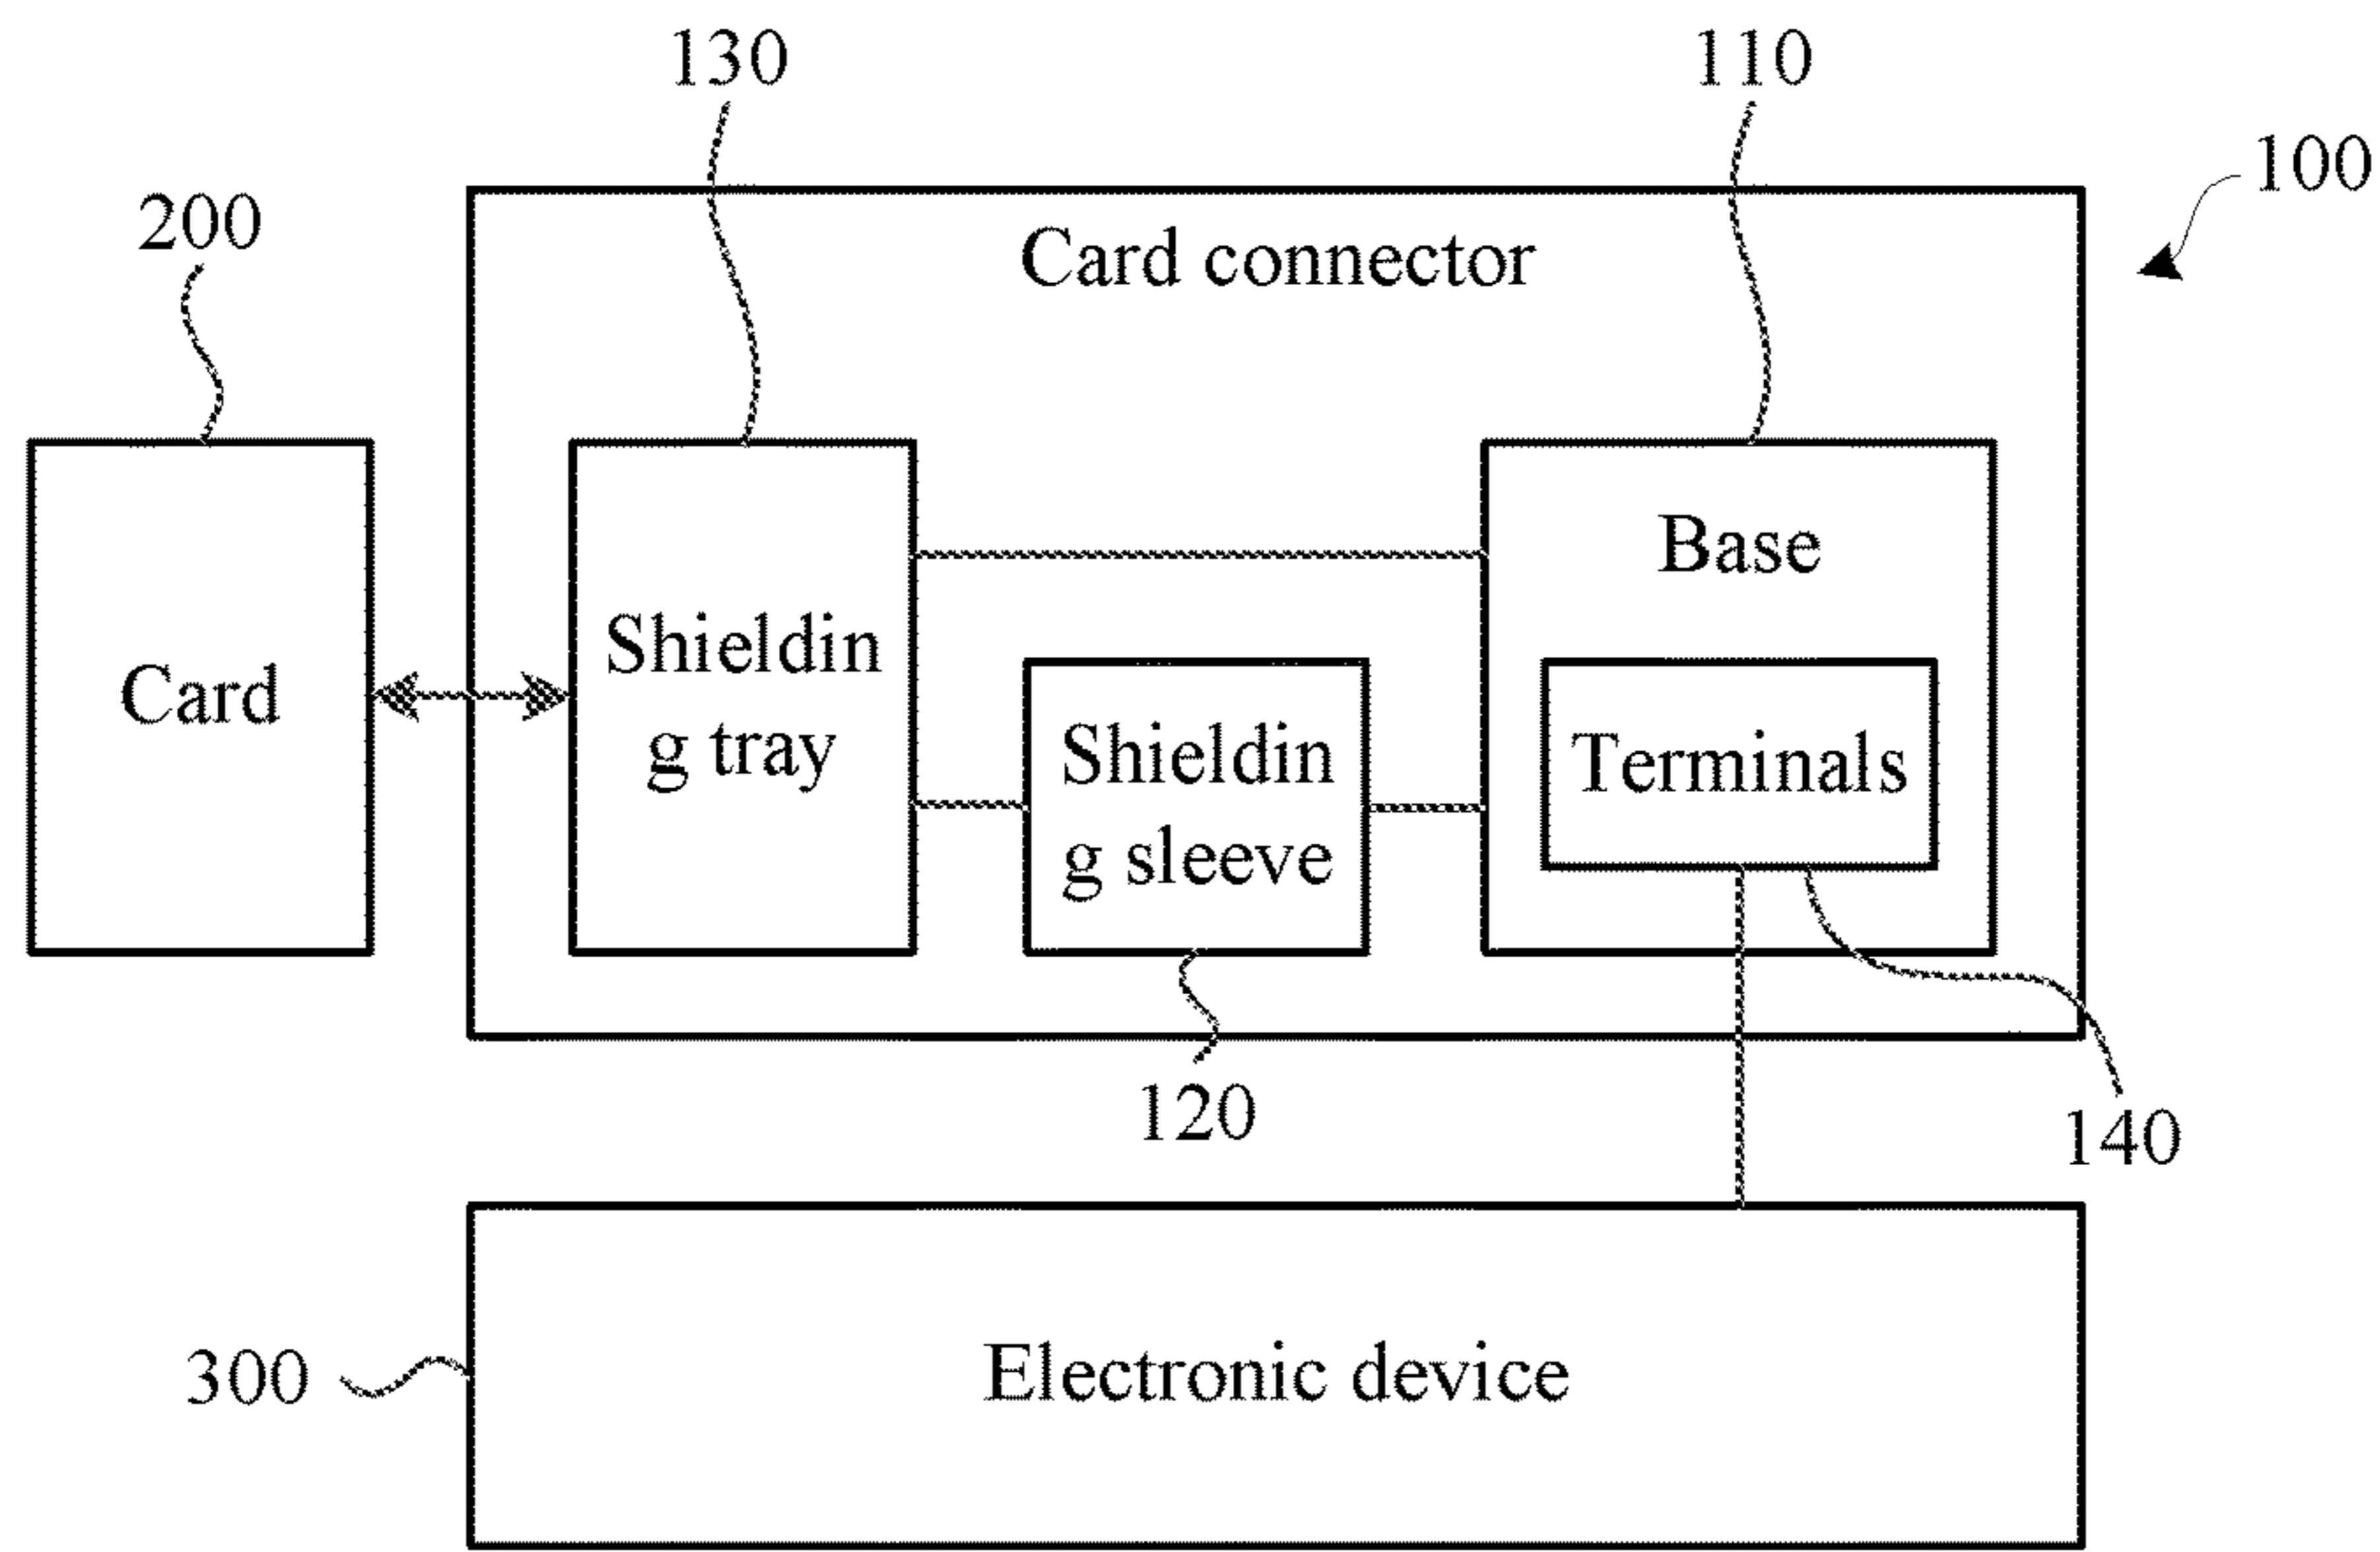 130
110
100
200
Card connector
Card
Shieldin
g tray
Shieldin
g sleeve
Base
Terminals
120
140
300
Electronic device